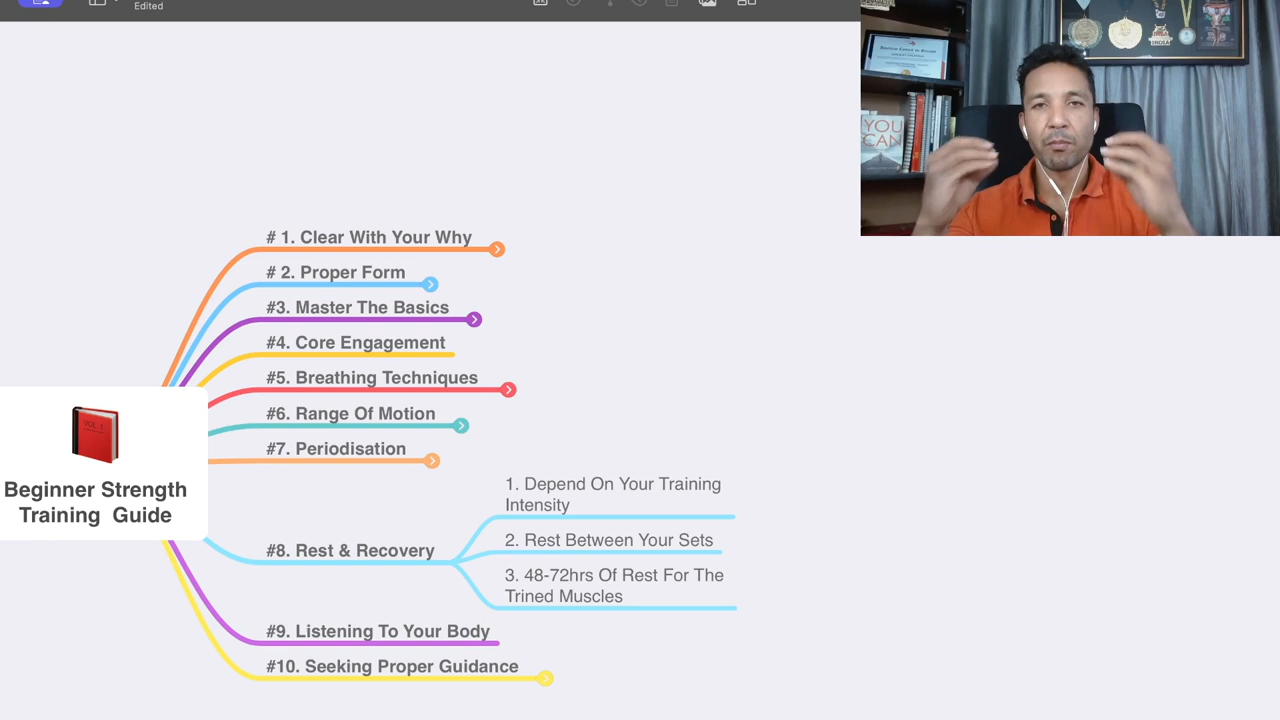 Edited
YOU
CAN
# 1. Clear With Your Why
# 2. Proper Form
#3. Master The Basics
#4. Core Engagement
#5. Breathing Techniques
#6. Range Of Motion
#7. Periodisation
VOL 1
Beginner Strength
Training  Guide
#8. Rest & Recovery
1. Depend On Your Training
Intensity
2. Rest Between Your Sets
3. 48-72hrs Of Rest For The
Trined Muscles
#9. Listening To Your Body
#10. Seeking Proper Guidance